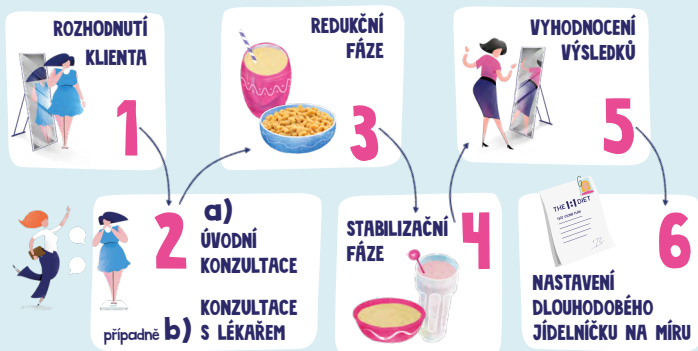 ROZHODNUTÍ
KLIENTA
1
2
a)
ÚVODNÍ
KONZULTACE
případně b) KONZULTACE
S LÉKAŘEM
REDUKČNÍ
FÁZE
3
STABILIZAČNÍ
FÁZE
4
VYHODNOCENÍ
VÝSLEDKŮ
5
THE 1:1 DIET
6
NASTAVENÍ
DLOUHODOBÉHO
JÍDELNÍČKU NA MÍRU